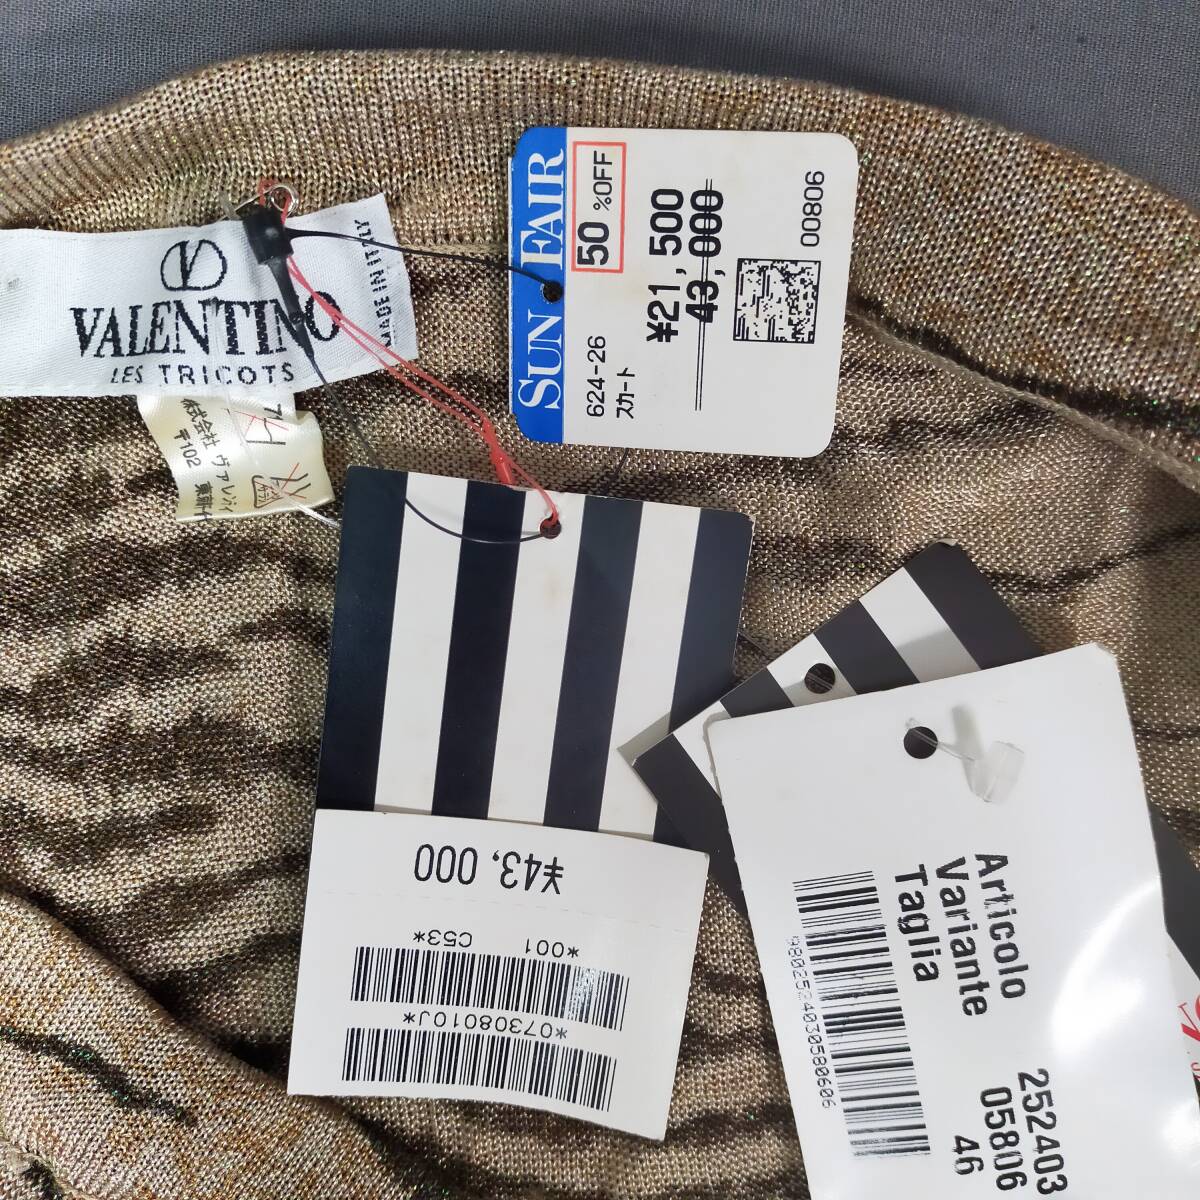 VALENTINO
LES TRICOTS
MADE IN ITALY
株式会社 ヴァレンティ
〒102
SUN FAIR
50 %OFF
¥21,500
43,000
624-26
スカート
00806
¥43,000
*001 C53*
*07308010J*
Articolo 252403
Variante 05806
Taglia 46
9802524030580606